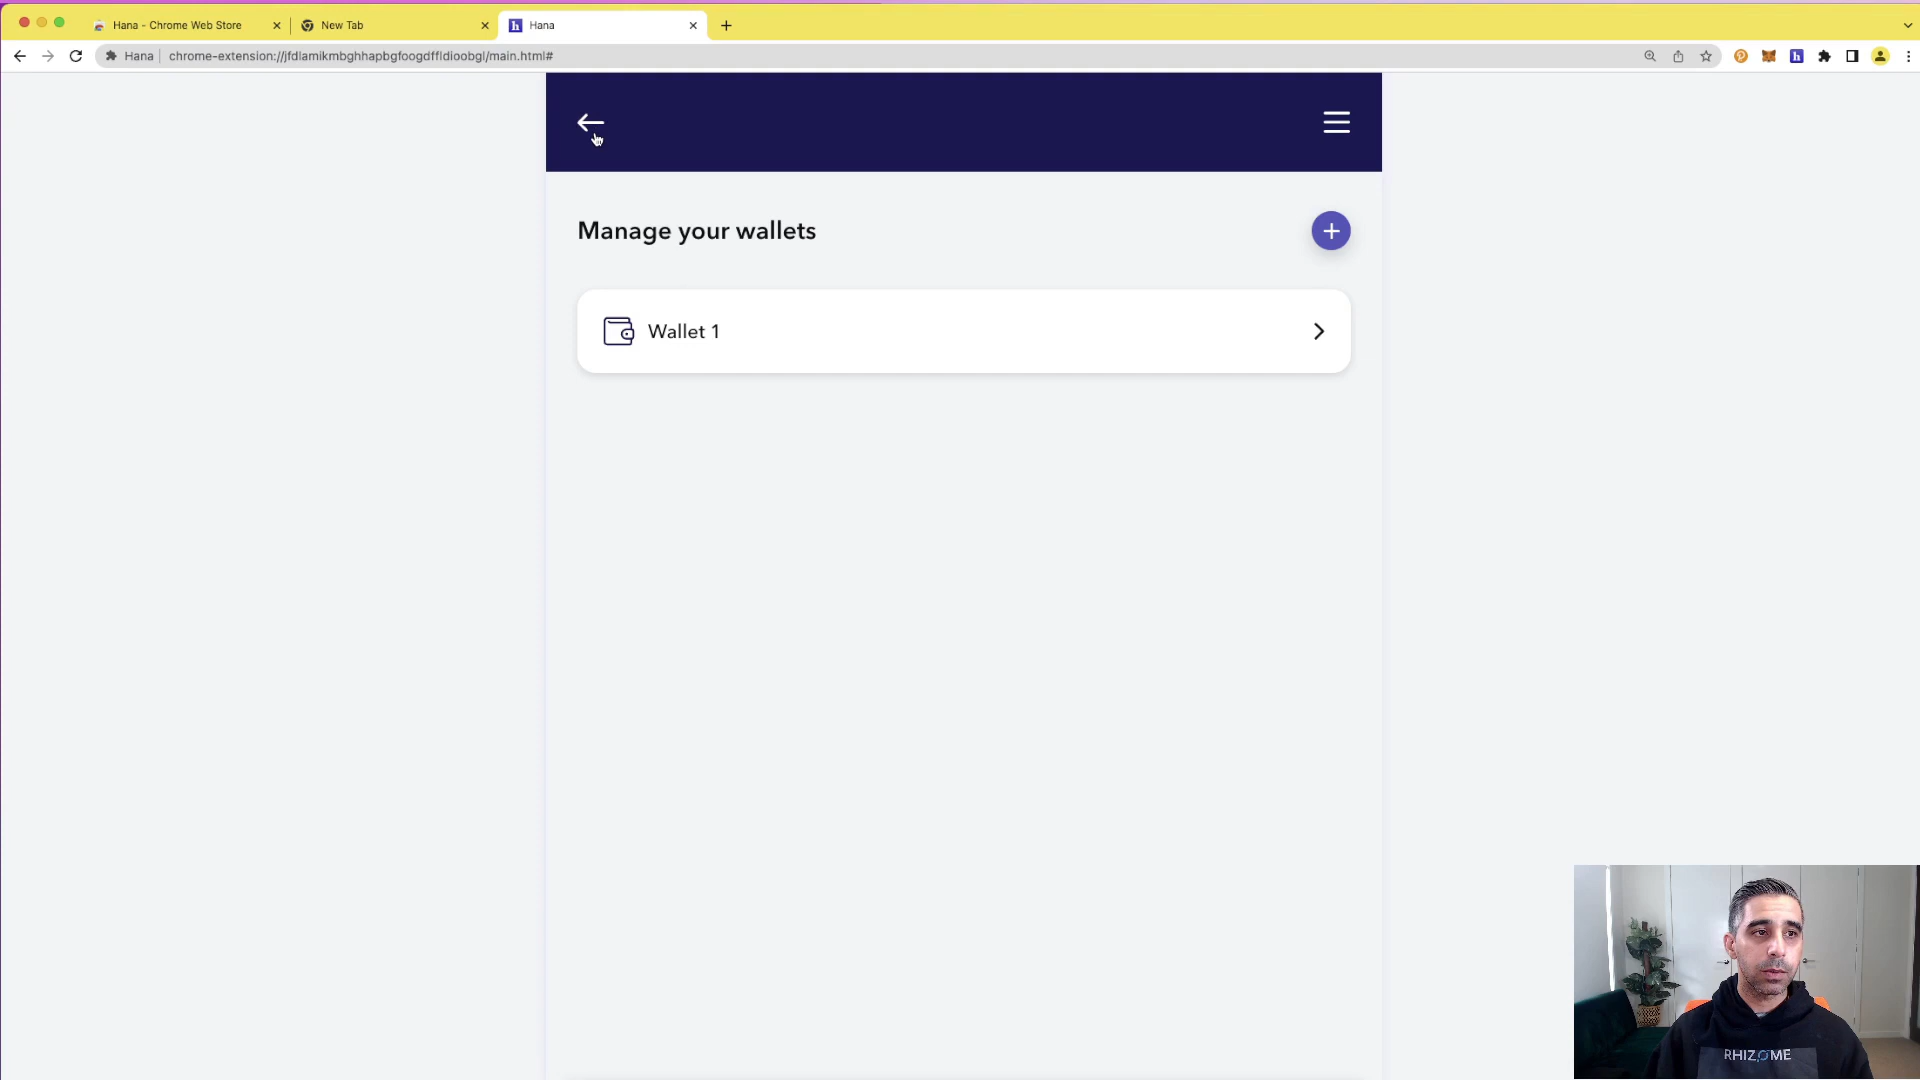 Hana - Chrome Web Store
New Tab
Hana
Hana
chrome-extension://jfdlamikmbghhapbgfoogdffldioobgl/main.html#
Manage your wallets
Wallet 1
RHIZOME